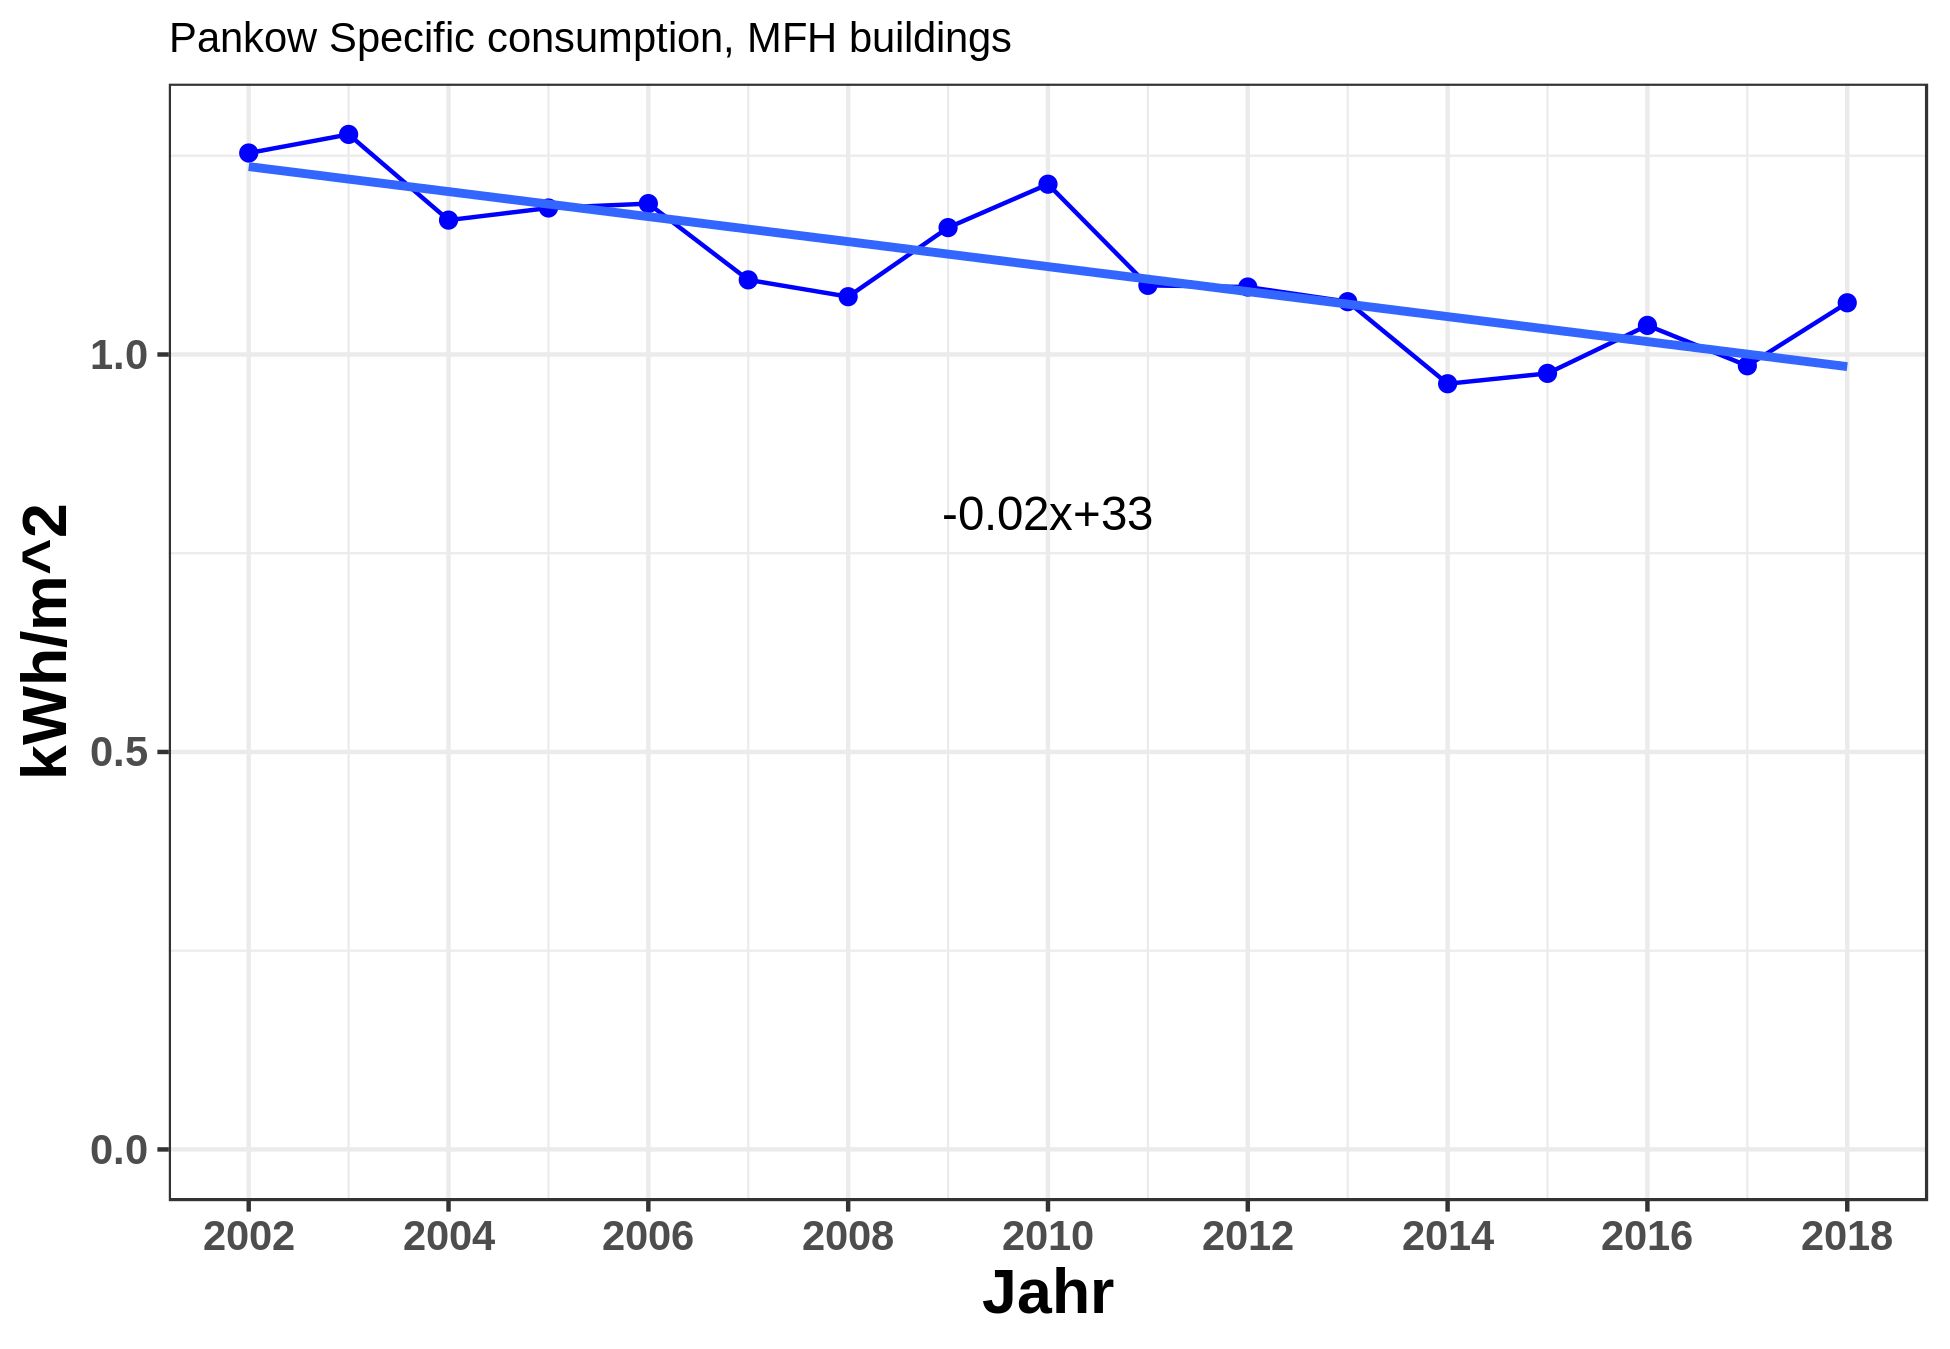 Pankow Specific consumption, MFH buildings
kWh/m^2
1.0
0.5
0.0
-0.02x+33
2002 2004 2006 2008 2010 2012 2014 2016 2018
Jahr